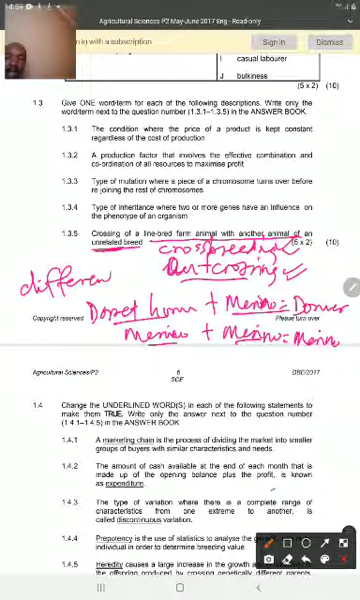 14:59
Agricultural Sciences P2 May-June 2017 Eng - Read-only
in with a subscription
Sign in
Dismiss
I casual labourer
J bulkiness
(5 x 2) (10)
1.3 Give ONE word/term for each of the following descriptions. Write only the
word/term next to the question number (1.3.1–1.3.5) in the ANSWER BOOK.
1.3.1 The condition where the price of a product is kept constant
regardless of the cost of production
1.3.2 A production factor that involves the effective combination and
co-ordination of all resources to maximise profit
1.3.3 Type of mutation where a piece of a chromosome turns over before
re-joining the rest of chromosomes
1.3.4 Type of inheritance where two or more genes have an influence on
the phenotype of an organism
1.3.5 Crossing of a line-bred farm animal with another animal of an
unrelated breed
(5 x 2) (10)
crossbreeding
Outcrossing
differen
Dorset horn + Merino = Dormer
Merino + Merino = Merino
Copyright reserved
Please turn over
Agricultural Sciences/P2
6
DBE/2017
SCE
1.4 Change the UNDERLINED WORD(S) in each of the following statements to
make them TRUE. Write only the answer next to the question number
(1.4.1–1.4.5) in the ANSWER BOOK
1.4.1 A marketing chain is the process of dividing the market into smaller
groups of buyers with similar characteristics and needs.
1.4.2 The amount of cash available at the end of each month that is
made up of the opening balance plus the profit, is known
as expenditure.
1.4.3 The type of variation where there is a complete range of
characteristics from one extreme to another, is
called discontinuous variation.
1.4.4 Prepotency is the use of statistics to analyse the
individual in order to determine breeding value
1.4.5 Heredity causes a large increase in the growth
the offspring produced by crossing genetically different parents